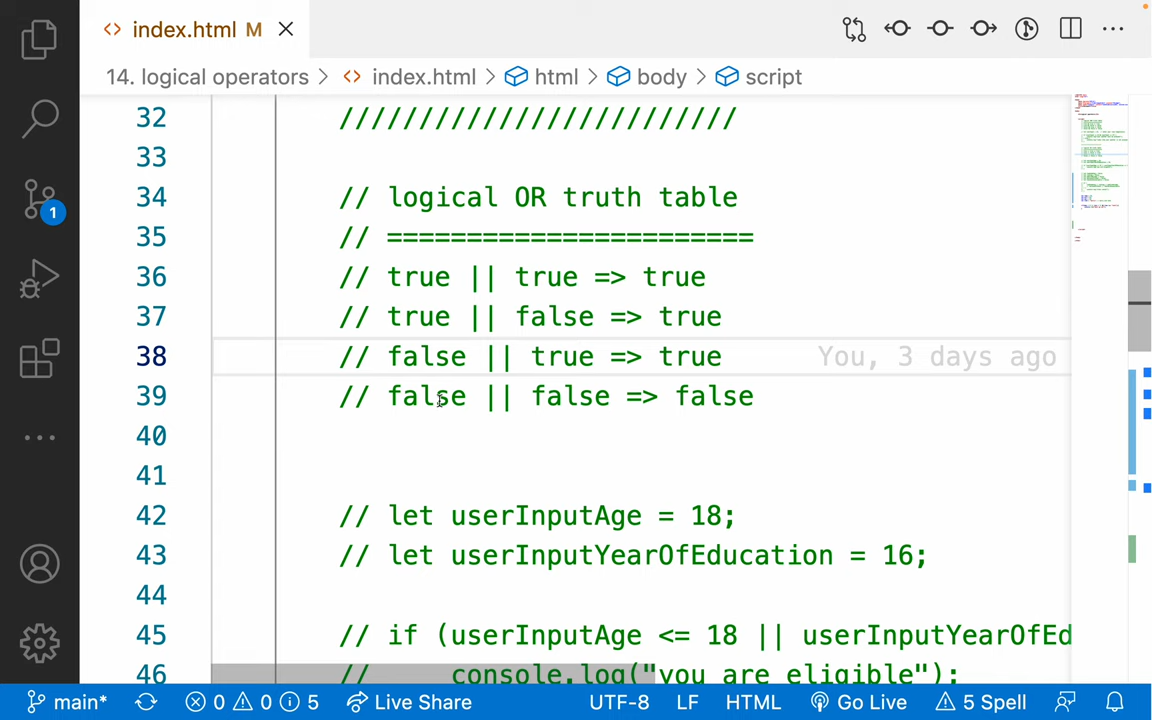 index.html M
14. logical operators > index.html > html > body > script
32 ///////////////////////////
33
34 // logical OR truth table
35 // =======================
36 // true || true => true
37 // true || false => true
38 // false || true => true You, 3 days ago
39 // false || false => false
40
41
42 // let userInputAge = 18;
43 // let userInputYearOfEducation = 16;
44
45 // if (userInputAge <= 18 || userInputYearOfEd
46 // console.log("you are eligible");
1
main* 0 0 5 Live Share UTF-8 LF HTML Go Live 5 Spell